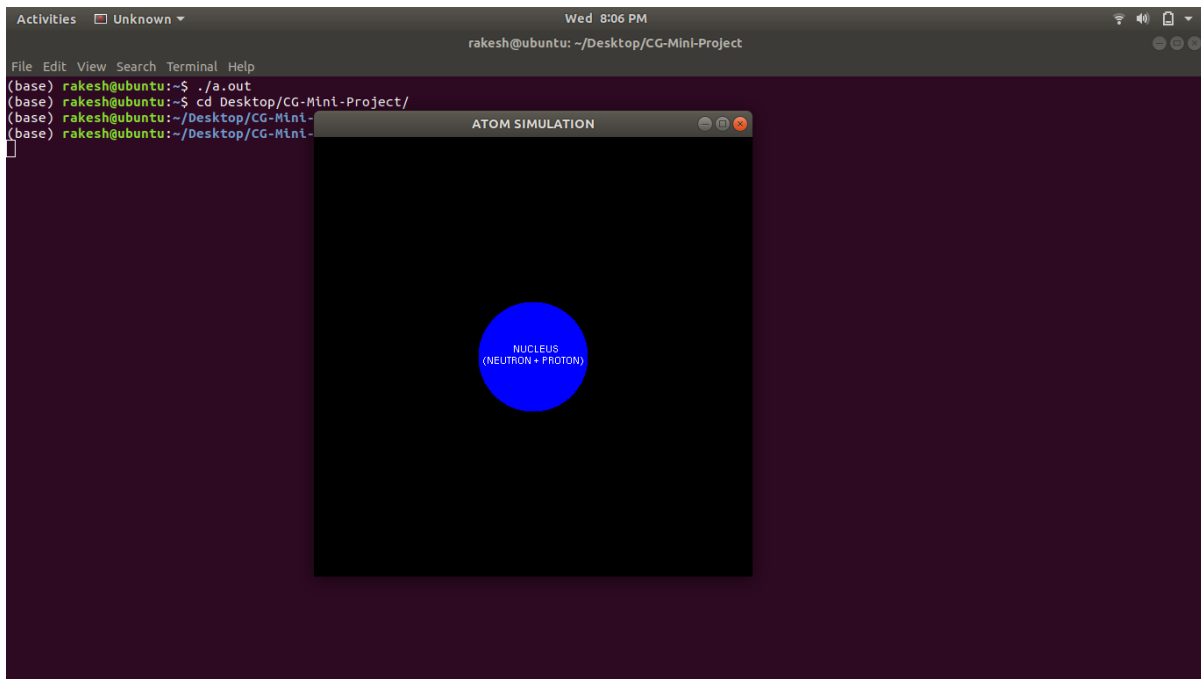 Activities Unknown Wed 8:06 PM
rakesh@ubuntu: ~/Desktop/CG-Mini-Project
File Edit View Search Terminal Help
(base) rakesh@ubuntu:~$ ./a.out
(base) rakesh@ubuntu:~$ cd Desktop/CG-Mini-Project/
(base) rakesh@ubuntu:~/Desktop/CG-Mini-
(base) rakesh@ubuntu:~/Desktop/CG-Mini-
ATOM SIMULATION
NUCLEUS
(NEUTRON + PROTON)